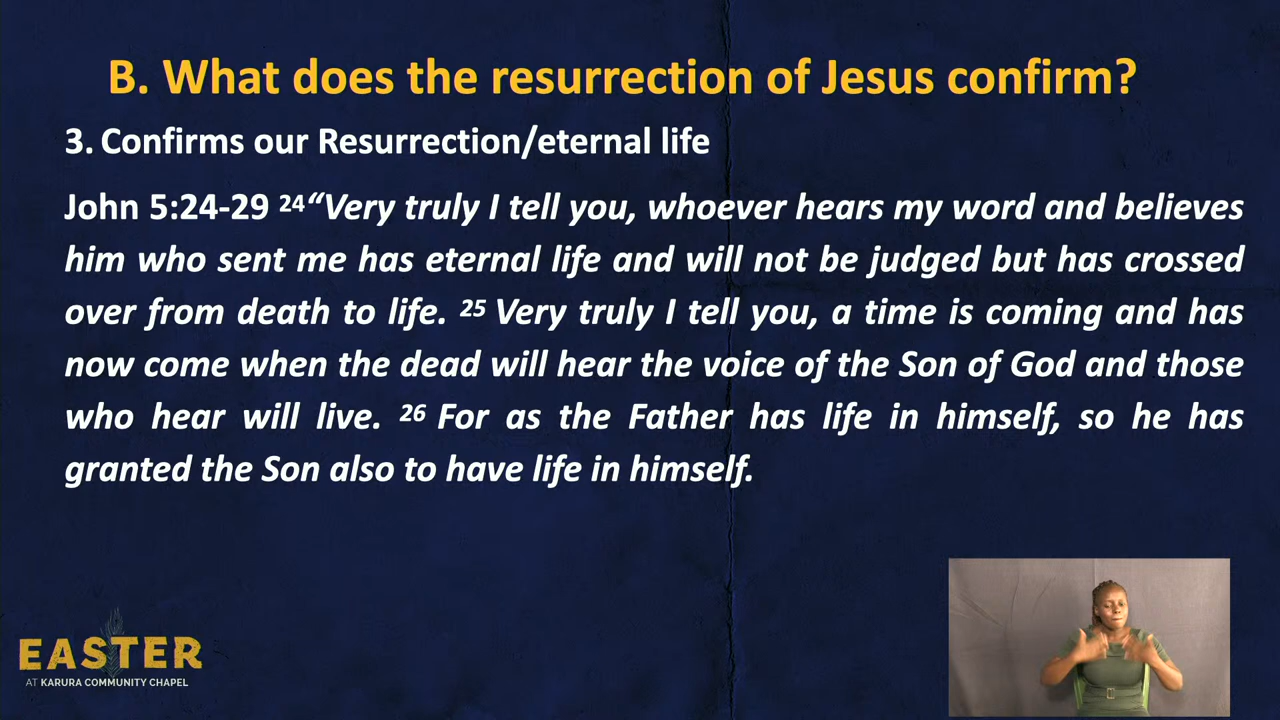 B. What does the resurrection of Jesus confirm?
3. Confirms our Resurrection/eternal life
John 5:24-29 24“Very truly I tell you, whoever hears my word and believes
him who sent me has eternal life and will not be judged but has crossed
over from death to life. 25 Very truly I tell you, a time is coming and has
now come when the dead will hear the voice of the Son of God and those
who hear will live. 26 For as the Father has life in himself, so he has
granted the Son also to have life in himself.
EASTER
AT KARURA COMMUNITY CHAPEL